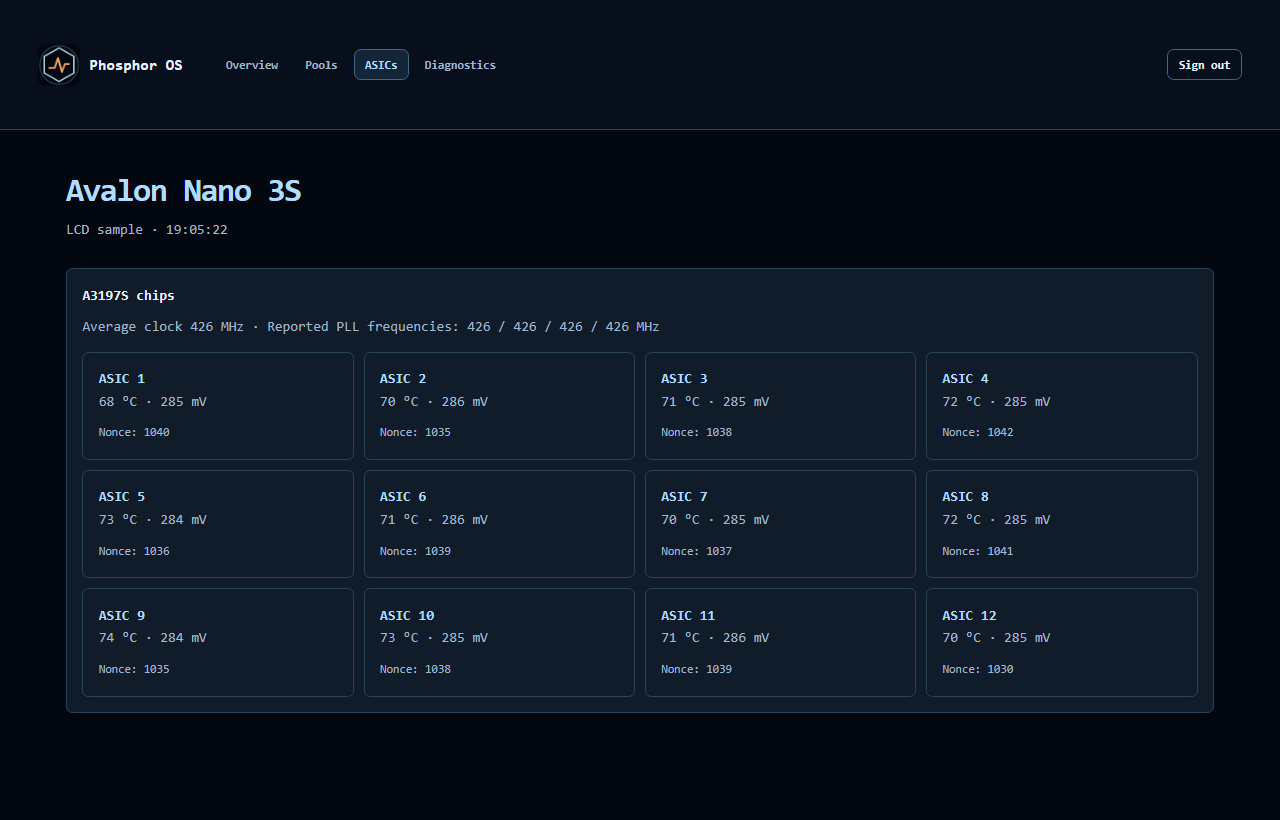 Phosphor OS Overview Pools ASICs Diagnostics Sign out
Avalon Nano 3S
LCD sample · 19:05:22
A3197S chips
Average clock 426 MHz · Reported PLL frequencies: 426 / 426 / 426 / 426 MHz
ASIC 1
68 °C · 285 mV
Nonce: 1040
ASIC 2
70 °C · 286 mV
Nonce: 1035
ASIC 3
71 °C · 285 mV
Nonce: 1038
ASIC 4
72 °C · 285 mV
Nonce: 1042
ASIC 5
73 °C · 284 mV
Nonce: 1036
ASIC 6
71 °C · 286 mV
Nonce: 1039
ASIC 7
70 °C · 285 mV
Nonce: 1037
ASIC 8
72 °C · 285 mV
Nonce: 1041
ASIC 9
74 °C · 284 mV
Nonce: 1035
ASIC 10
73 °C · 285 mV
Nonce: 1038
ASIC 11
71 °C · 286 mV
Nonce: 1039
ASIC 12
70 °C · 285 mV
Nonce: 1030